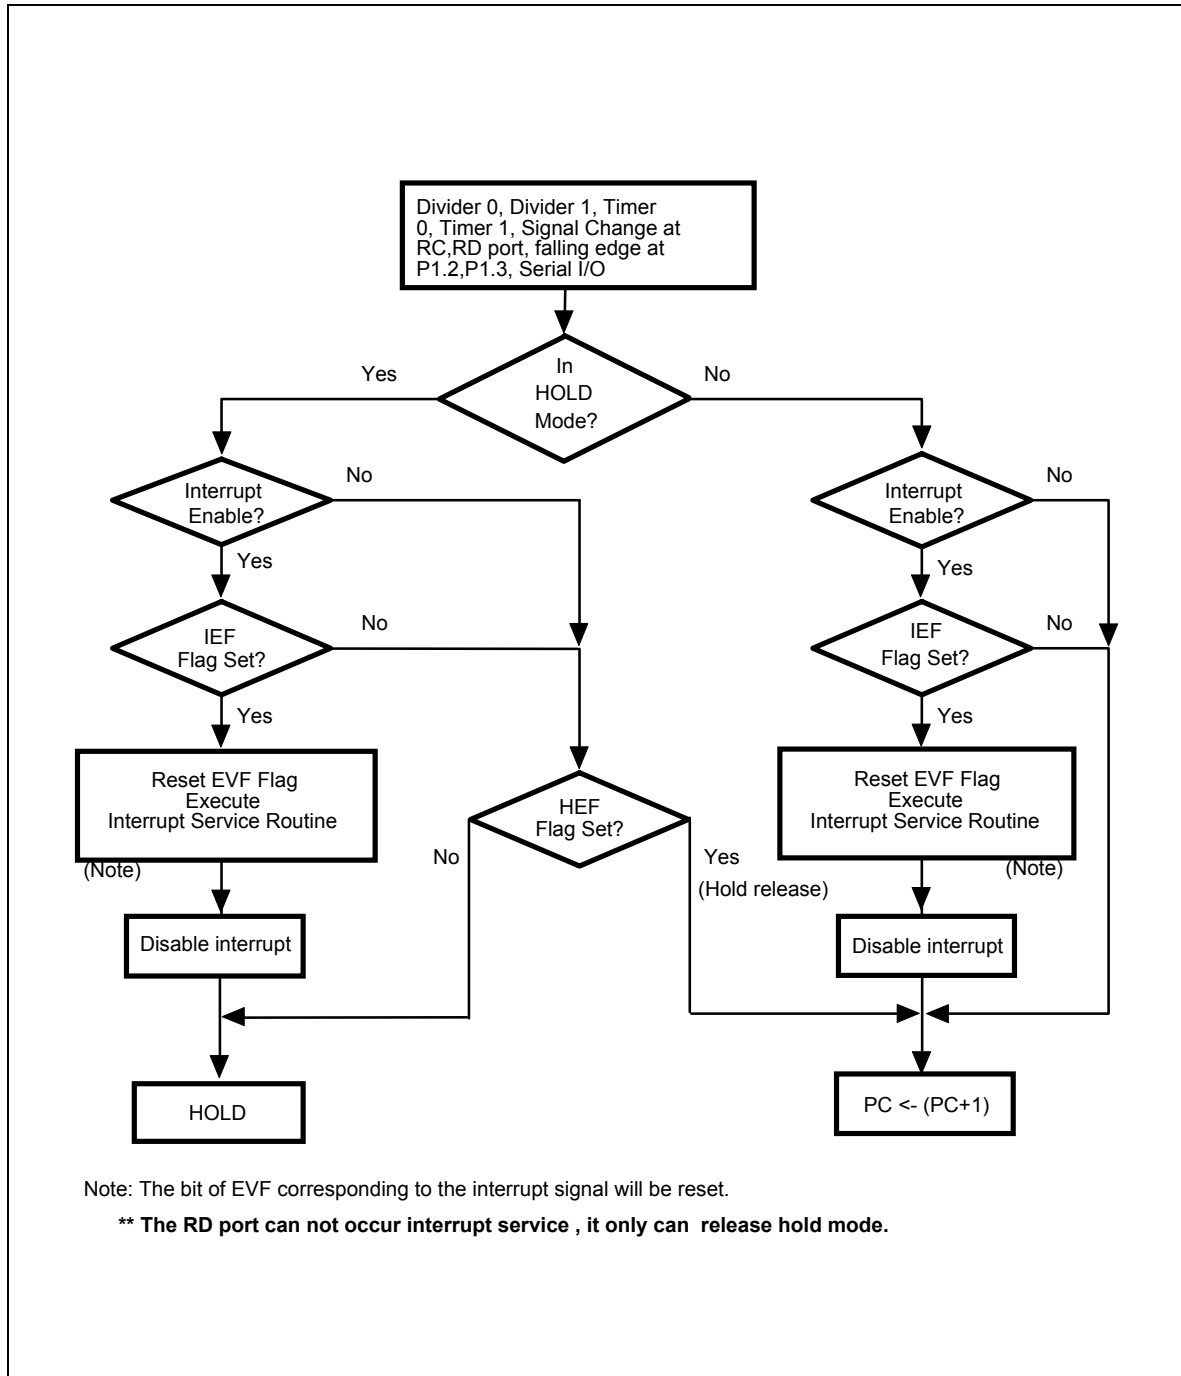 Divider 0, Divider 1, Timer
0, Timer 1, Signal Change at
RC,RD port, falling edge at
P1.2,P1.3, Serial I/O
In
HOLD
Mode?
Yes
No
Interrupt
Enable?
No
Yes
IEF
Flag Set?
No
Yes
Reset EVF Flag
Execute
Interrupt Service Routine
(Note)
Disable interrupt
HOLD
HEF
Flag Set?
No
Yes
(Hold release)
Interrupt
Enable?
No
Yes
IEF
Flag Set?
No
Yes
Reset EVF Flag
Execute
Interrupt Service Routine
(Note)
Disable interrupt
PC <- (PC+1)
Note: The bit of EVF corresponding to the interrupt signal will be reset.
** The RD port can not occur interrupt service , it only can  release hold mode.